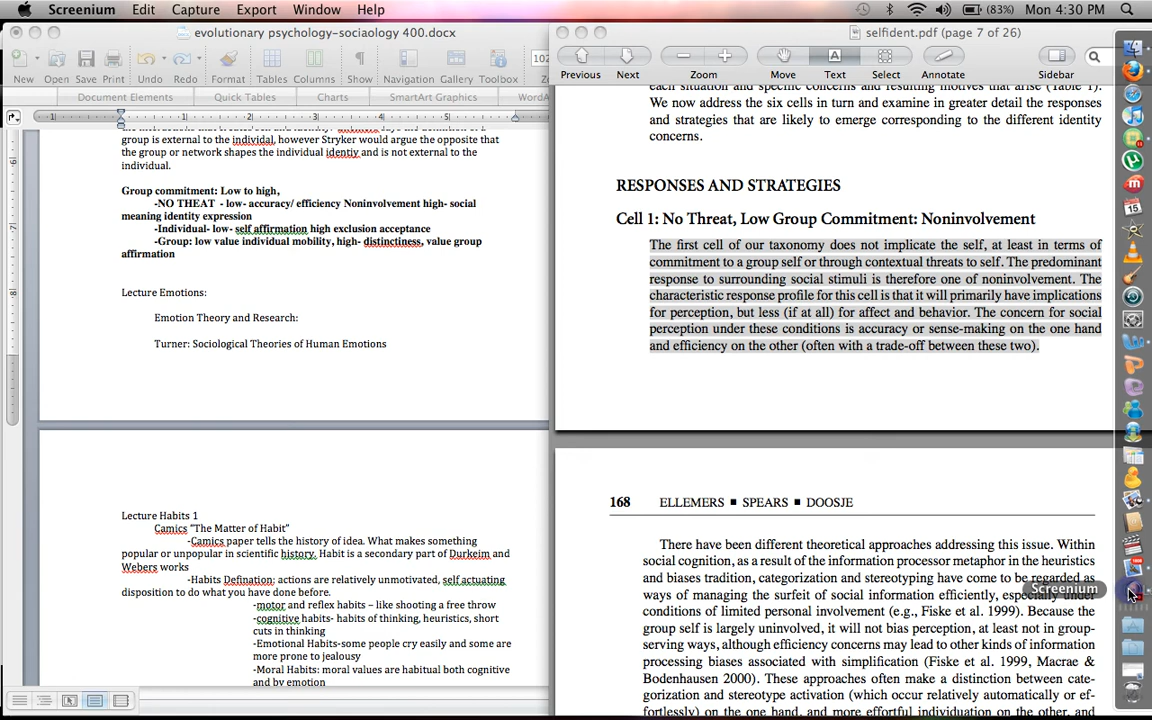 Screenium Edit Capture Export Window Help (83%) Mon 4:30 PM
evolutionary psychology-sociaology 400.docx
New Open Save Print Undo Redo Format Tables Columns Show Navigation Gallery Toolbox
Document Elements Quick Tables Charts SmartArt Graphics WordA
group is external to the individal, however Stryker would argue the opposite that
the group or network shapes the individual identiy and is not external to the
individual.
Group commitment: Low to high,
-NO THEAT - low- accuracy/ efficiency Noninvolvement high- social
meaning identity expression
-Individual- low- self affirmation high exclusion acceptance
-Group: low value individual mobility, high- distinctiness, value group
affirmation
Lecture Emotions:
Emotion Theory and Research:
Turner: Sociological Theories of Human Emotions
Lecture Habits 1
Camics "The Matter of Habit"
-Camics paper tells the history of idea. What makes something
popular or unpopular in scientific history. Habit is a secondary part of Durkeim and
Webers works
-Habits Defination: actions are relatively unmotivated, self actuating
disposition to do what you have done before.
-motor and reflex habits – like shooting a free throw
-cognitive habits- habits of thinking, heuristics, short
cuts in thinking
-Emotional Habits-some people cry easily and some are
more prone to jealousy
-Moral Habits: moral values are habitual both cognitive
and by emotion
selfident.pdf (page 7 of 26)
Previous Next Zoom Move Text Select Annotate Sidebar
each situation and specific concerns and resulting motives that arise (Table 1).
We now address the six cells in turn and examine in greater detail the responses
and strategies that are likely to emerge corresponding to the different identity
concerns.
RESPONSES AND STRATEGIES
Cell 1: No Threat, Low Group Commitment: Noninvolvement
The first cell of our taxonomy does not implicate the self, at least in terms of
commitment to a group self or through contextual threats to self. The predominant
response to surrounding social stimuli is therefore one of noninvolvement. The
characteristic response profile for this cell is that it will primarily have implications
for perception, but less (if at all) for affect and behavior. The concern for social
perception under these conditions is accuracy or sense-making on the one hand
and efficiency on the other (often with a trade-off between these two).
168 ELLEMERS ■ SPEARS ■ DOOSJE
There have been different theoretical approaches addressing this issue. Within
social cognition, as a result of the information processor metaphor in the heuristics
and biases tradition, categorization and stereotyping have come to be regarded as
ways of managing the surfeit of social information efficiently, especially under
conditions of limited personal involvement (e.g., Fiske et al. 1999). Because the
group self is largely uninvolved, it will not bias perception, at least not in group-
serving ways, although efficiency concerns may lead to other kinds of information
processing biases associated with simplification (Fiske et al. 1999, Macrae &
Bodenhausen 2000). These approaches often make a distinction between cate-
gorization and stereotype activation (which occur relatively automatically or ef-
fortlessly) on the one hand, and more effortful individuation on the other, and
Screenium